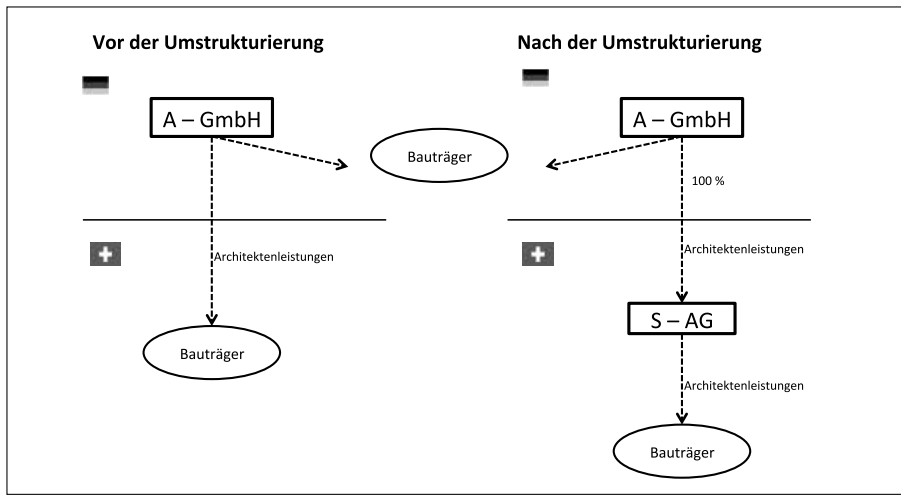 Vor der Umstrukturierung
Nach der Umstrukturierung
A – GmbH
A – GmbH
Bauträger
100 %
Architektenleistungen
Architektenleistungen
S – AG
Bauträger
Architektenleistungen
Bauträger